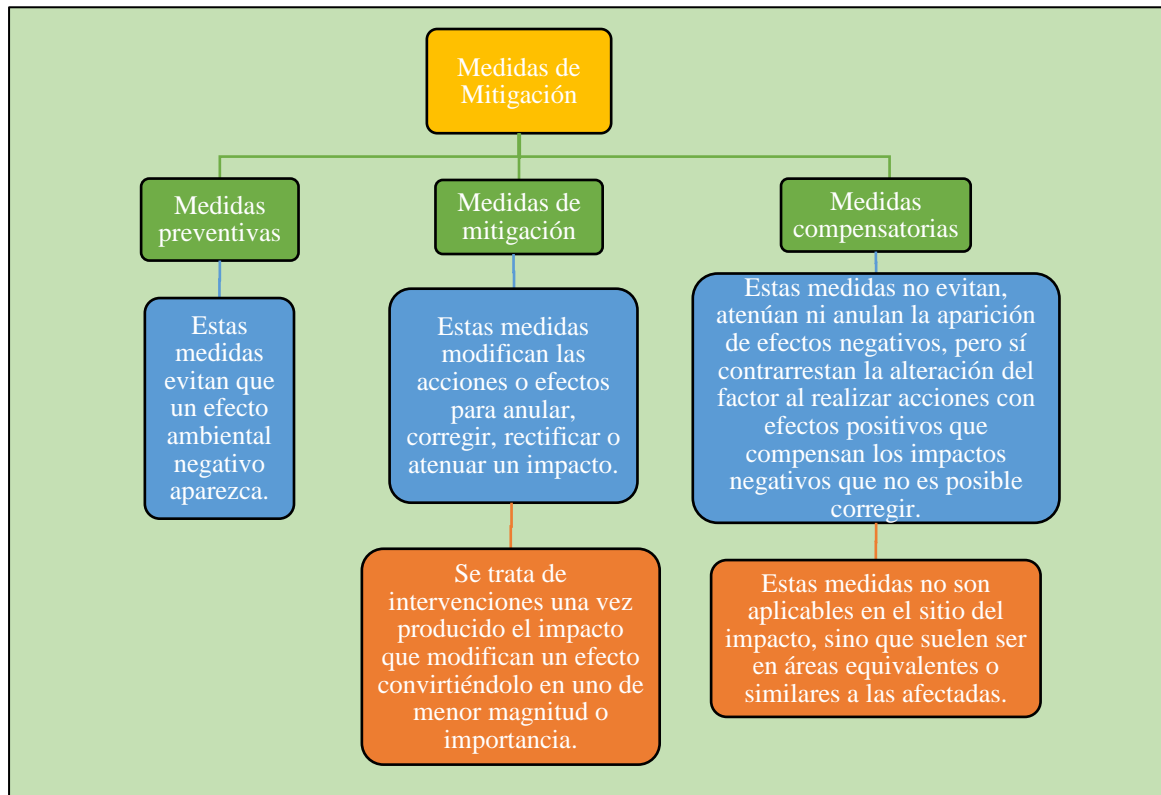 Medidas de
Mitigación
Medidas
preventivas
Medidas de
mitigación
Medidas
compensatorias
Estas
medidas
evitan que
un efecto
ambiental
negativo
aparezca.
Estas medidas
modifican las
acciones o efectos
para anular,
corregir, rectificar o
atenuar un impacto.
Estas medidas no evitan,
atenúan ni anulan la aparición
de efectos negativos, pero sí
contrarrestan la alteración del
factor al realizar acciones con
efectos positivos que
compensan los impactos
negativos que no es posible
corregir.
Se trata de
intervenciones una vez
producido el impacto
que modifican un efecto
convirtiéndolo en uno de
menor magnitud o
importancia.
Estas medidas no son
aplicables en el sitio del
impacto, sino que suelen ser
en áreas equivalentes o
similares a las afectadas.